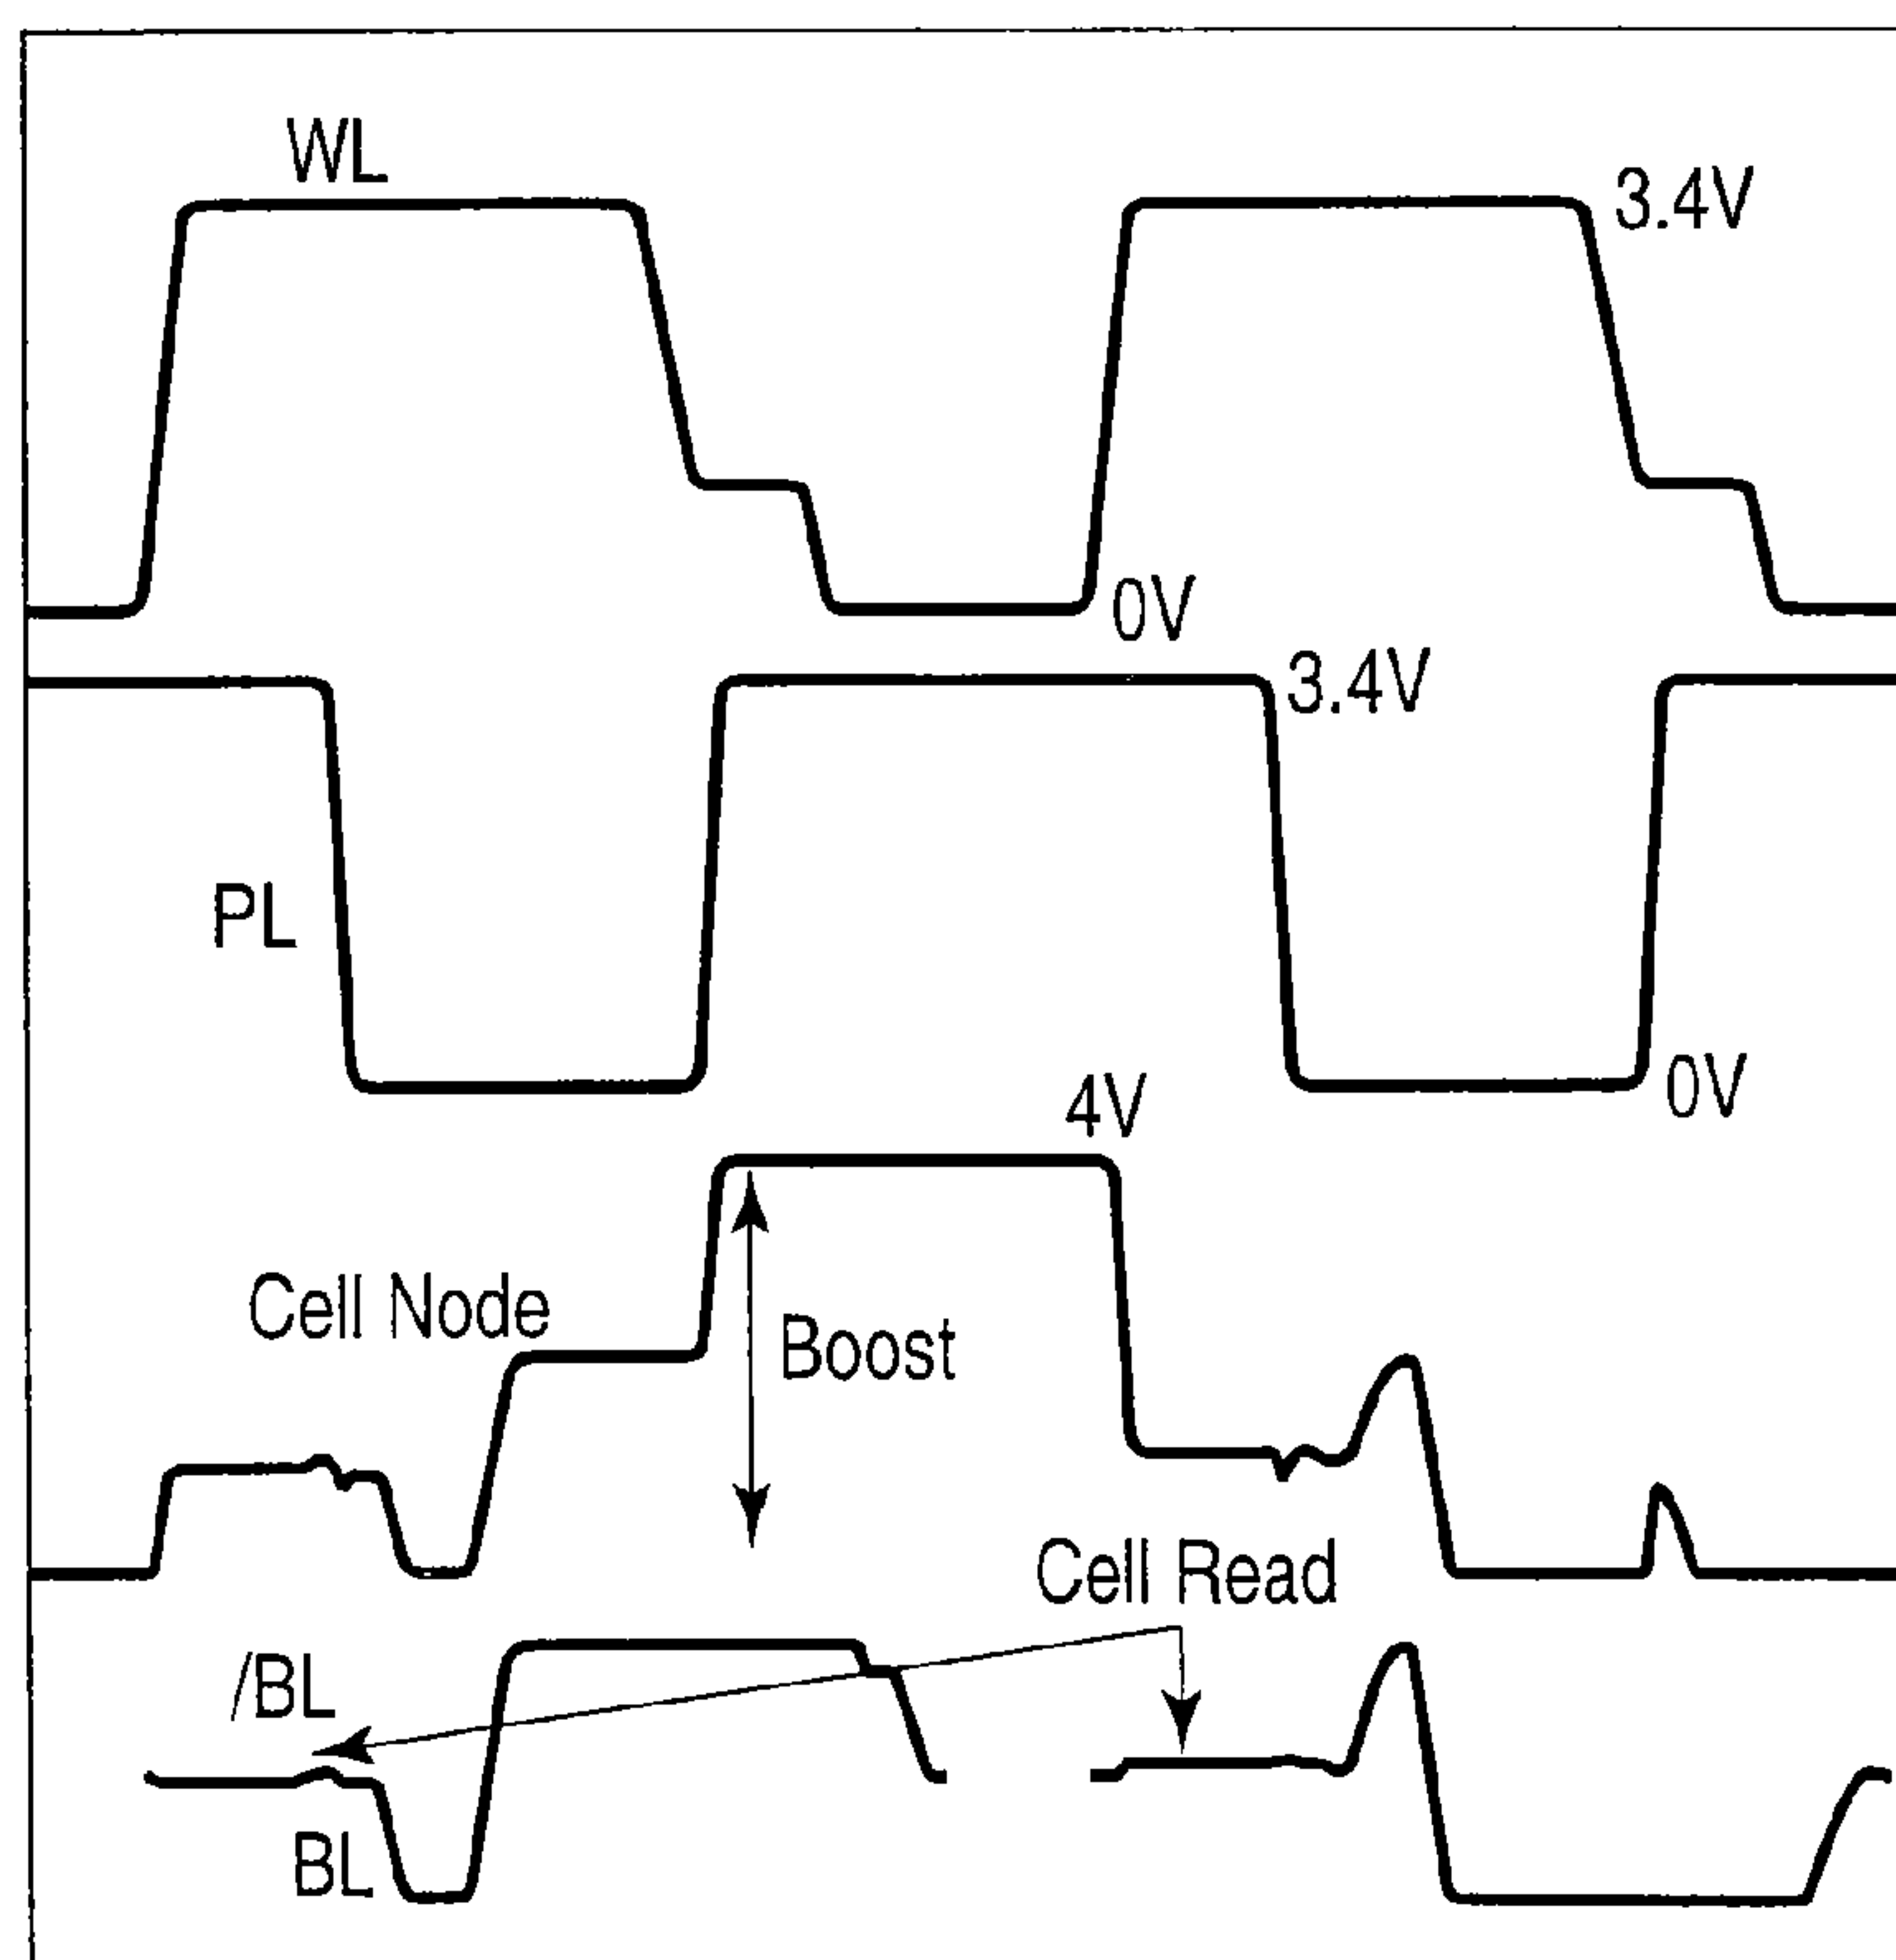 WL
3.4V
0V
3.4V
PL
0V
4V
Cell Node
Boost
Cell Read
/BL
BL